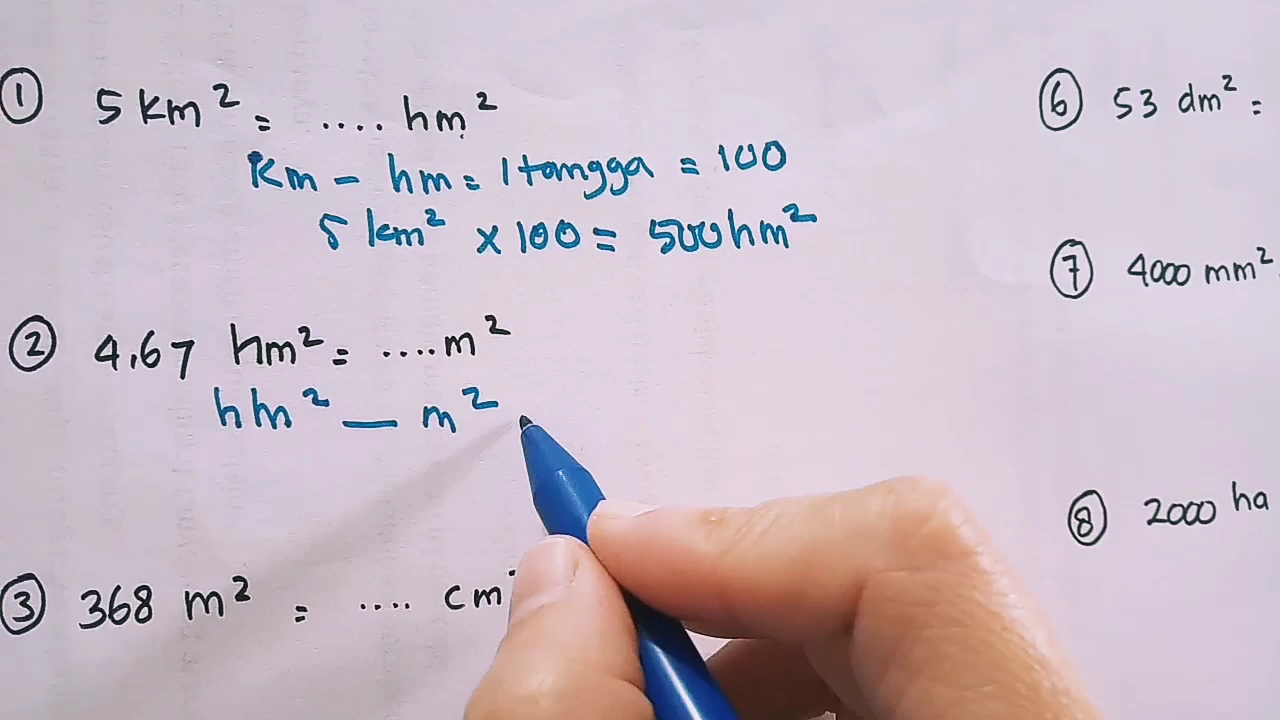 ① 5 km² = .... hm²
Km - hm = 1 tangga = 100
5 km² × 100 = 500 hm²
② 4,67 hm² = .... m²
hm² — m²
③ 368 m² = .... cm
⑥ 53 dm² =
⑦ 4000 mm²
⑧ 2000 ha